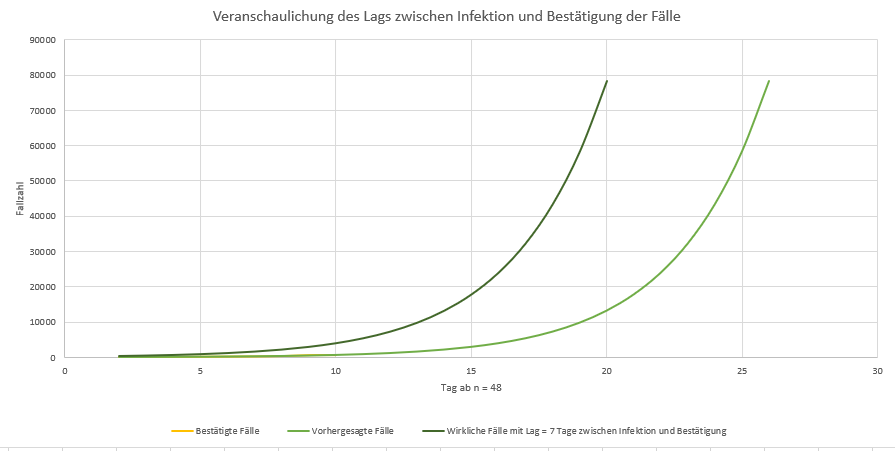 Veranschaulichung des Lags zwischen Infektion und Bestätigung der Fälle
90000
80000
70000
60000
50000
40000
30000
20000
10000
0
Fallzahl
0 5 10 15 20 25 30
Tag ab n = 48
Bestätigte Fälle Vorhergesagte Fälle Wirkliche Fälle mit Lag = 7 Tage zwischen Infektion und Bestätigung